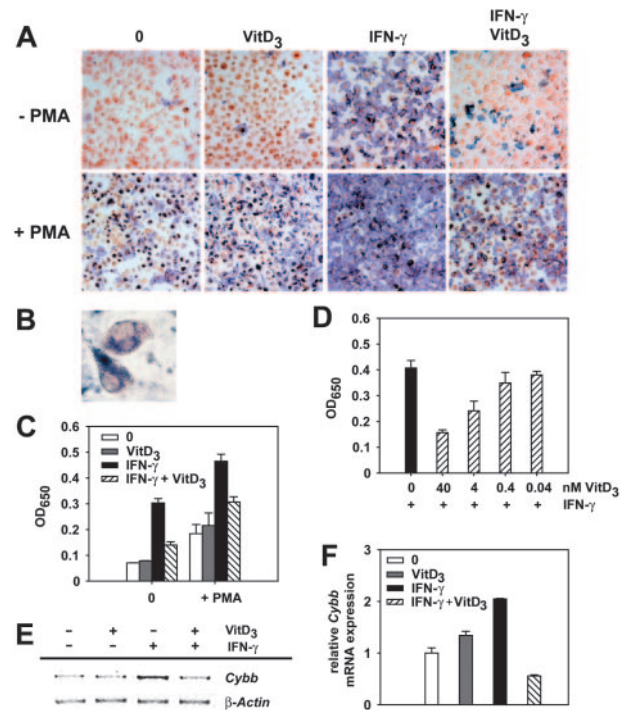 A
0
VitD3
IFN-γ
IFN-γ
VitD3
- PMA
+ PMA
B
C
OD650
0.6
0.5
0.4
0.3
0.2
0.1
0
0
VitD3
IFN-γ
IFN-γ + VitD3
0
+ PMA
D
OD650
0.5
0.4
0.3
0.2
0.1
0
0 40 4 0.4 0.04 nM VitD3
+ + + + + IFN-γ
E
– + – + VitD3
– – + + IFN-γ
Cybb
β-Actin
F
relative Cybb
mRNA expression
3
2
1
0
0
VitD3
IFN-γ
IFN-γ+VitD3